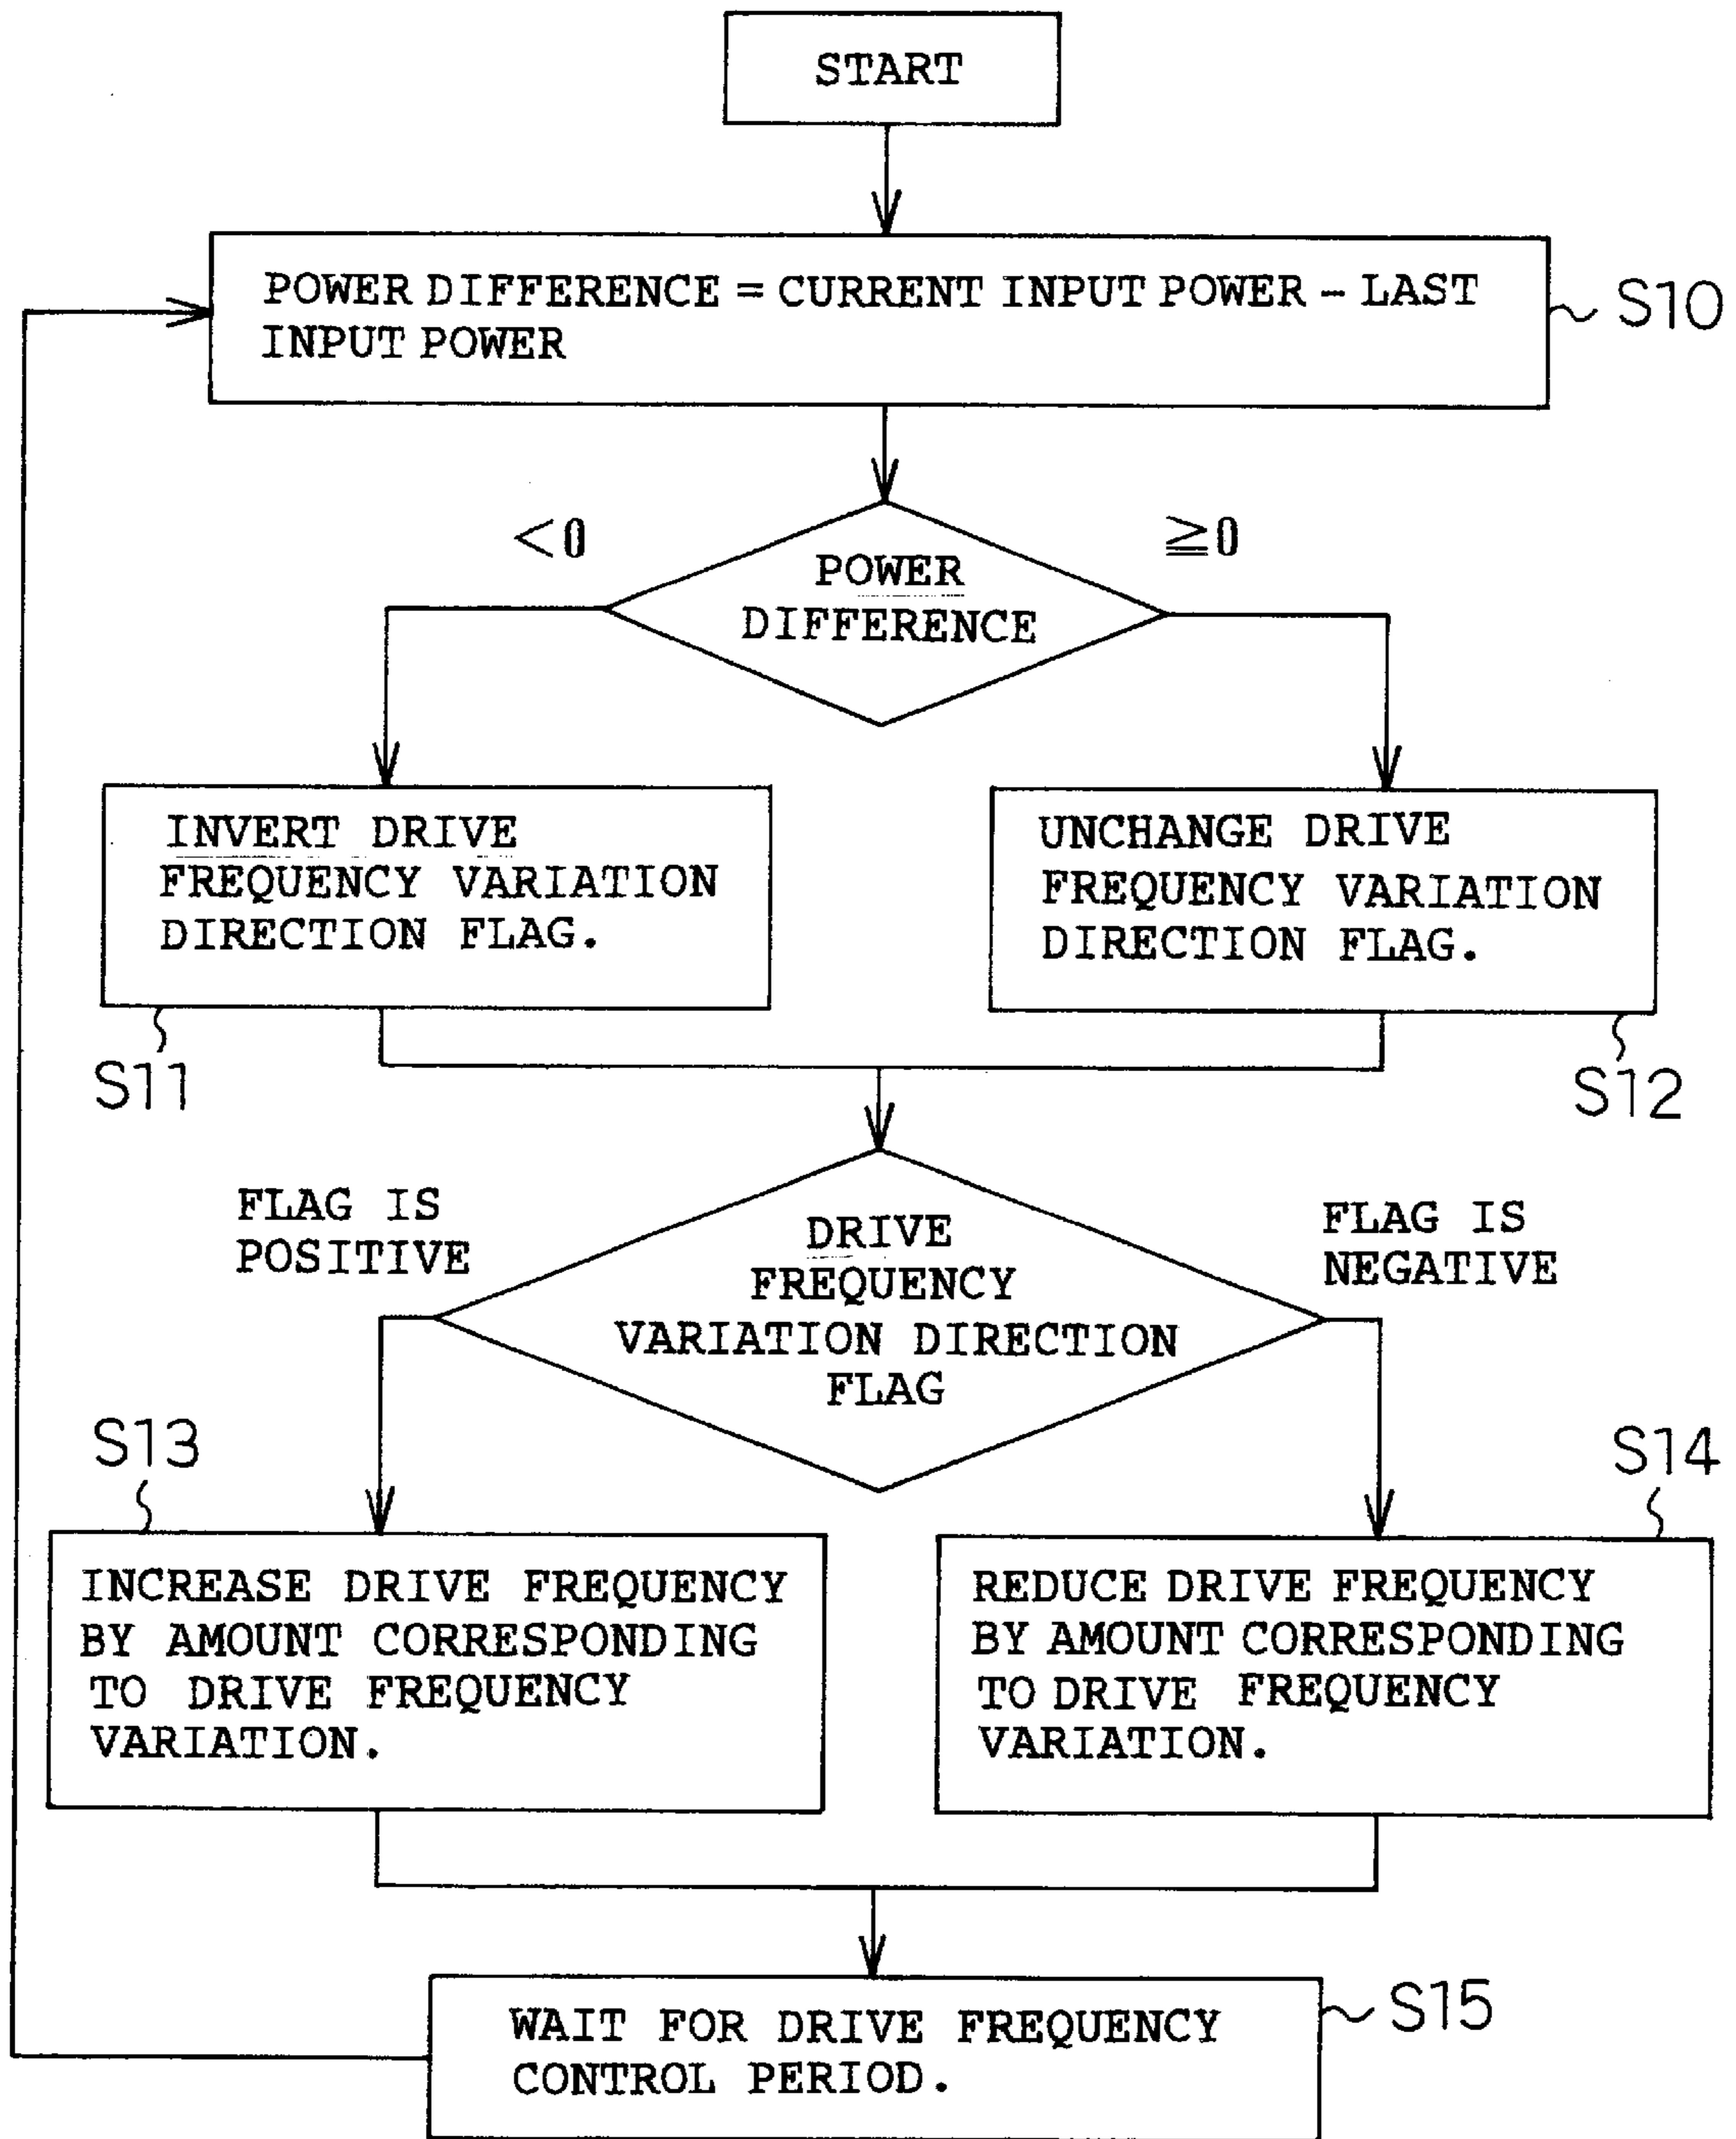 START
POWER DIFFERENCE = CURRENT INPUT POWER – LAST
INPUT POWER
S10
<0
≧0
POWER
DIFFERENCE
INVERT DRIVE
FREQUENCY VARIATION
DIRECTION FLAG.
UNCHANGE DRIVE
FREQUENCY VARIATION
DIRECTION FLAG.
S11
S12
FLAG IS
POSITIVE
DRIVE
FREQUENCY
VARIATION DIRECTION
FLAG
FLAG IS
NEGATIVE
S13
S14
INCREASE DRIVE FREQUENCY
BY AMOUNT CORRESPONDING
TO DRIVE FREQUENCY
VARIATION.
REDUCE DRIVE FREQUENCY
BY AMOUNT CORRESPONDING
TO DRIVE FREQUENCY
VARIATION.
WAIT FOR DRIVE FREQUENCY
CONTROL PERIOD.
S15